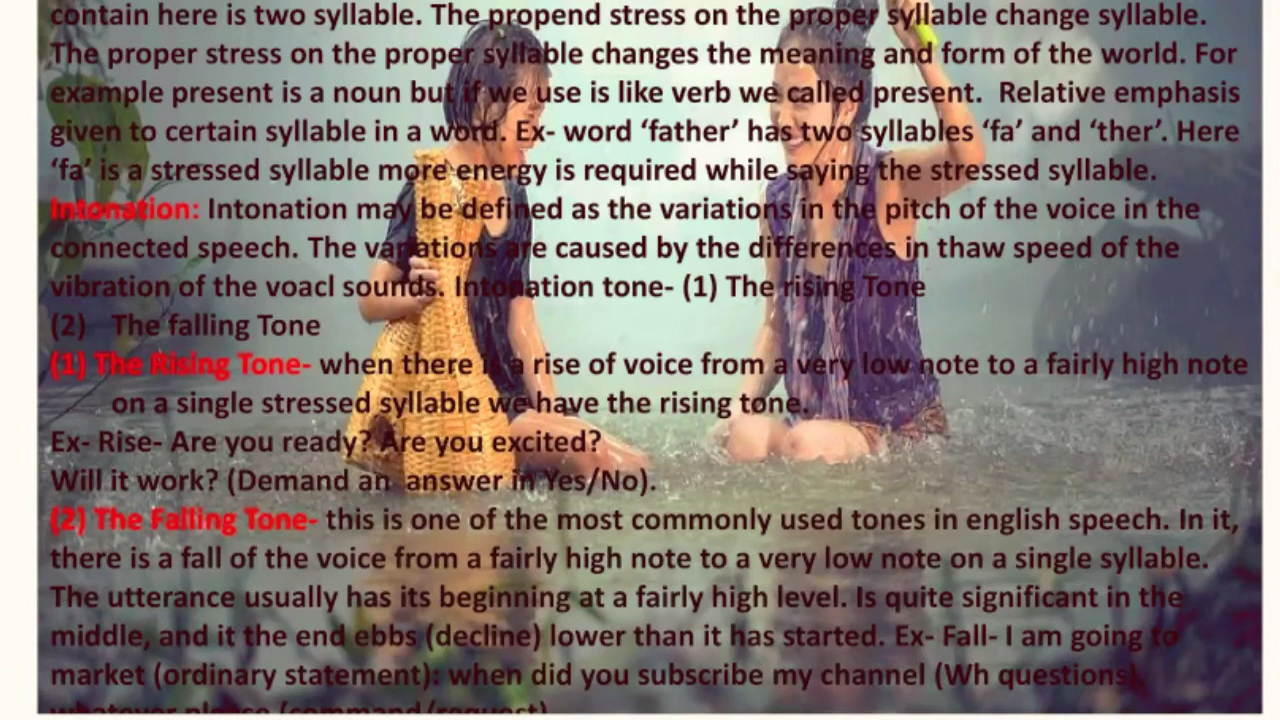 contain here is two syllable. The propend stress on the proper syllable change syllable.
The proper stress on the proper syllable changes the meaning and form of the world. For
example present is a noun but if we use is like verb we called present. Relative emphasis
given to certain syllable in a word. Ex- word ‘father’ has two syllables ‘fa’ and ‘ther’. Here
‘fa’ is a stressed syllable more energy is required while saying the stressed syllable.
Intonation: Intonation may be defined as the variations in the pitch of the voice in the
connected speech. The variations are caused by the differences in thaw speed of the
vibration of the voacl sounds. Intonation tone- (1) The rising Tone
(2) The falling Tone
(1) The Rising Tone- when there is a rise of voice from a very low note to a fairly high note
on a single stressed syllable we have the rising tone.
Ex- Rise- Are you ready? Are you excited?
Will it work? (Demand an answer in Yes/No).
(2) The Falling Tone- this is one of the most commonly used tones in english speech. In it,
there is a fall of the voice from a fairly high note to a very low note on a single syllable.
The utterance usually has its beginning at a fairly high level. Is quite significant in the
middle, and it the end ebbs (decline) lower than it has started. Ex- Fall- I am going to
market (ordinary statement): when did you subscribe my channel (Wh questions),
whatever please (command/request)